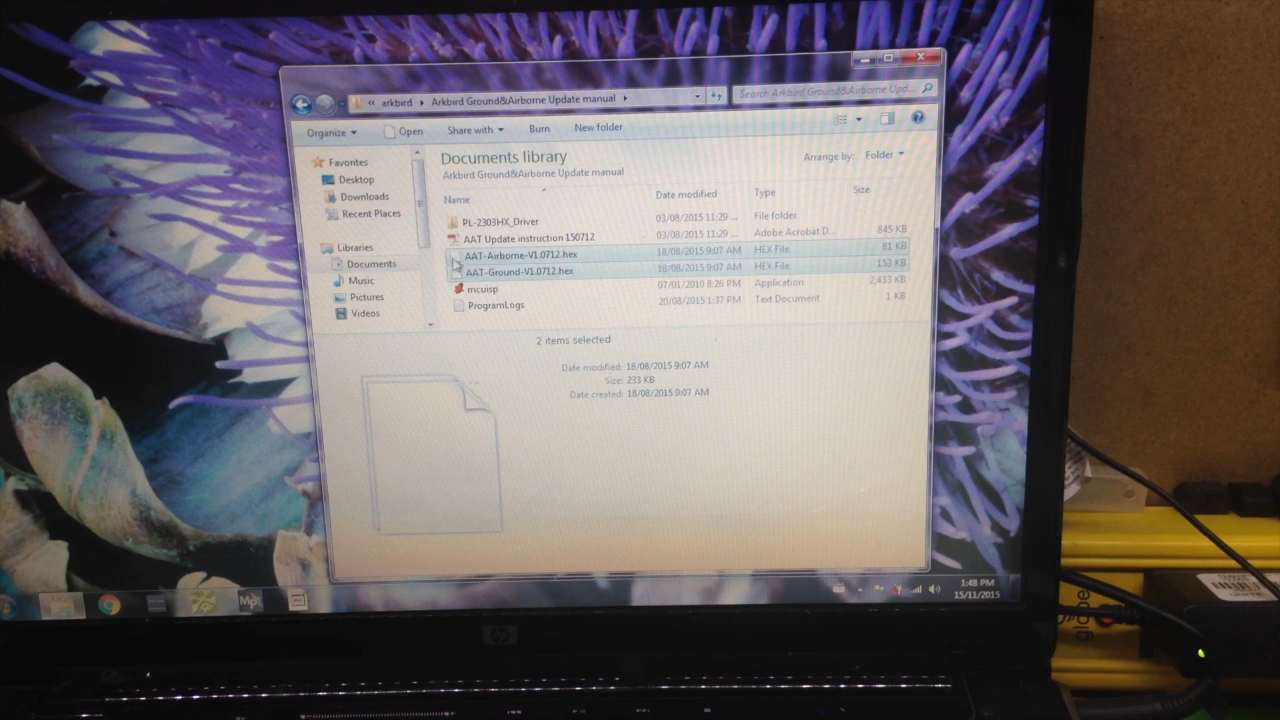 « arkbird ▸ Arkbird Ground&Airborne Update manual ▸
Search Arkbird Ground&Airborne Upd...
Organize ▾ Open Share with ▾ Burn New folder
Favorites
Desktop
Downloads
Recent Places
Libraries
Documents
Music
Pictures
Videos
Documents library
Arkbird Ground&Airborne Update manual
Arrange by: Folder ▾
Name Date modified Type Size
PL-2303HX_Driver 03/08/2015 11:29 ... File folder
AAT Update instruction 150712 03/08/2015 11:29 ... Adobe Acrobat D... 845 KB
AAT-Airborne-V1.0712.hex 18/08/2015 9:07 AM HEX File 81 KB
AAT-Ground-V1.0712.hex 18/08/2015 9:07 AM HEX File 153 KB
mcuisp 07/01/2010 8:26 PM Application 2,433 KB
ProgramLogs 20/08/2015 1:37 PM Text Document 1 KB
2 items selected
Date modified: 18/08/2015 9:07 AM
Size: 233 KB
Date created: 18/08/2015 9:07 AM
Mp
1:48 PM
15/11/2015
hp
globe